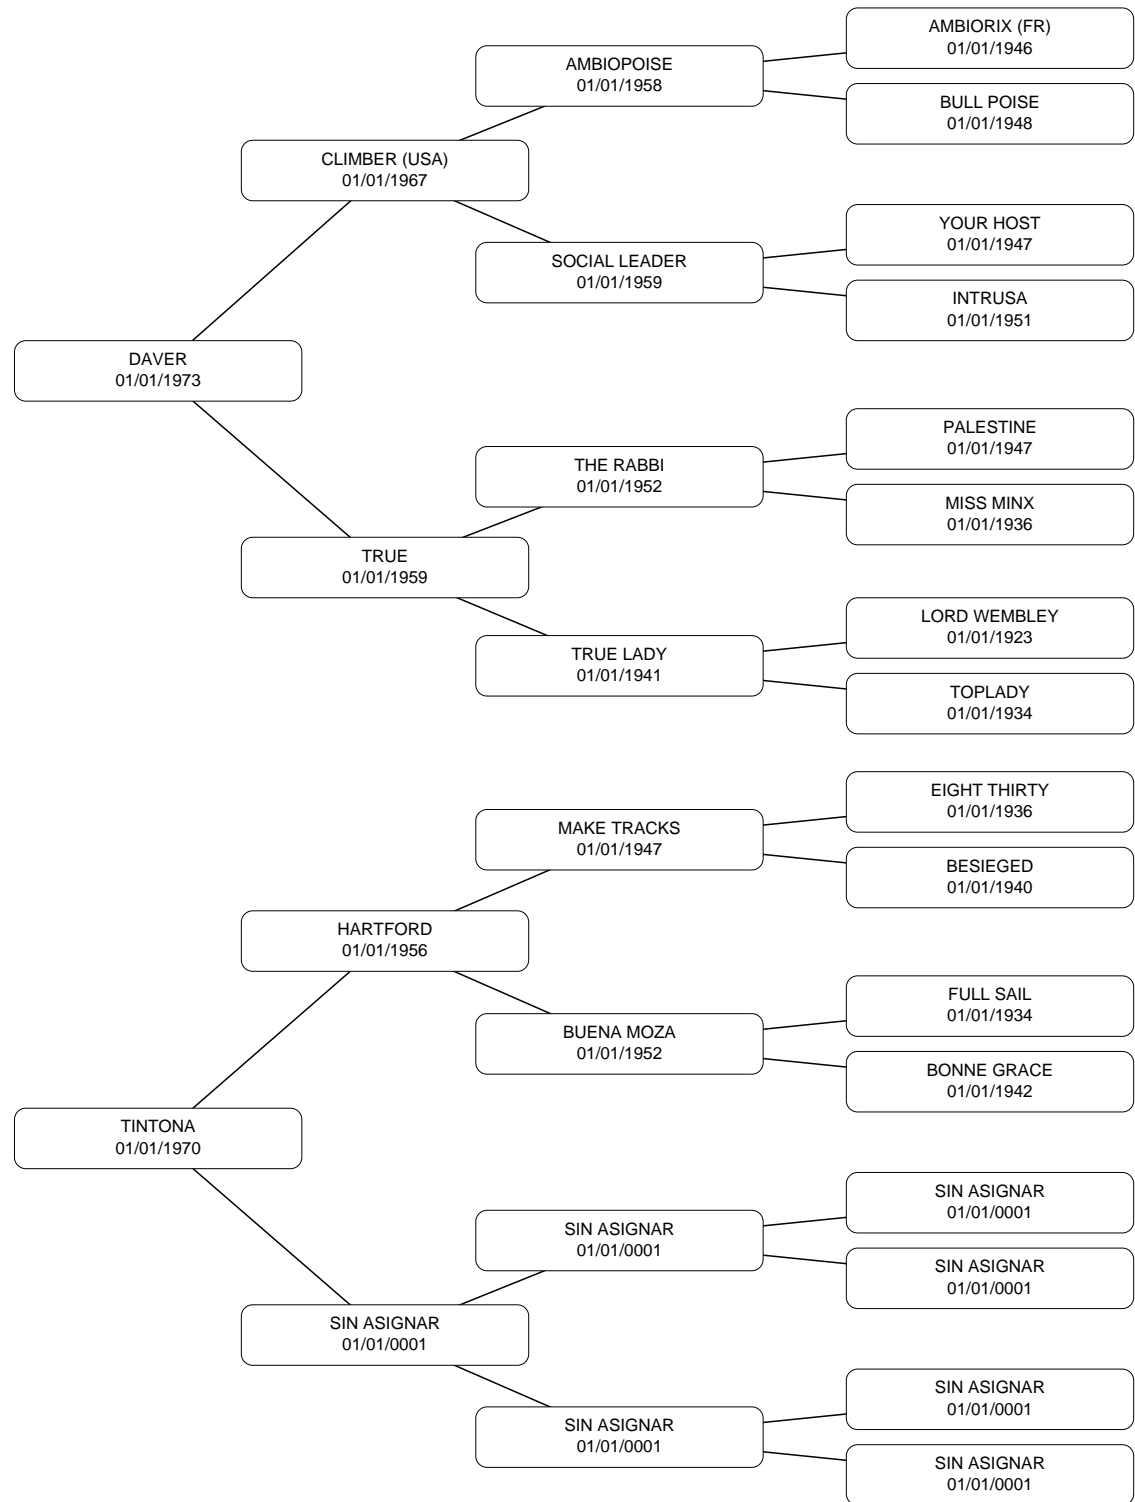 AMBIORIX (FR)
01/01/1946
AMBIOPOISE
01/01/1958
BULL POISE
01/01/1948
CLIMBER (USA)
01/01/1967
YOUR HOST
01/01/1947
SOCIAL LEADER
01/01/1959
INTRUSA
01/01/1951
DAVER
01/01/1973
PALESTINE
01/01/1947
THE RABBI
01/01/1952
MISS MINX
01/01/1936
TRUE
01/01/1959
LORD WEMBLEY
01/01/1923
TRUE LADY
01/01/1941
TOPLADY
01/01/1934
EIGHT THIRTY
01/01/1936
MAKE TRACKS
01/01/1947
BESIEGED
01/01/1940
HARTFORD
01/01/1956
FULL SAIL
01/01/1934
BUENA MOZA
01/01/1952
BONNE GRACE
01/01/1942
TINTONA
01/01/1970
SIN ASIGNAR
01/01/0001
SIN ASIGNAR
01/01/0001
SIN ASIGNAR
01/01/0001
SIN ASIGNAR
01/01/0001
SIN ASIGNAR
01/01/0001
SIN ASIGNAR
01/01/0001
SIN ASIGNAR
01/01/0001